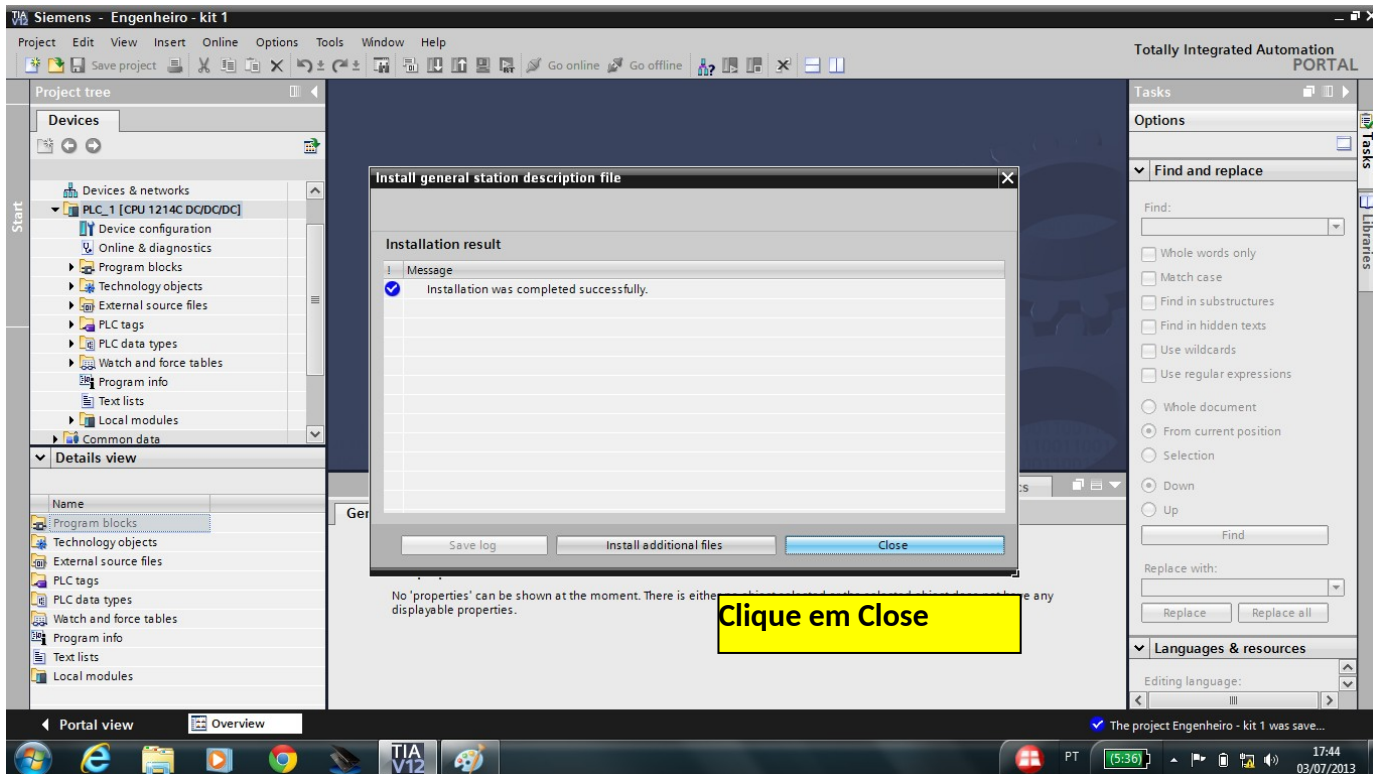 Siemens - Engenheiro - kit 1
Project Edit View Insert Online Options Tools Window Help
Totally Integrated Automation
PORTAL
Save project
Go online
Go offline
Project tree
Devices
Start
Devices & networks
PLC_1 [CPU 1214C DC/DC/DC]
Device configuration
Online & diagnostics
Program blocks
Technology objects
External source files
PLC tags
PLC data types
Watch and force tables
Program info
Text lists
Local modules
Common data
Details view
Name
Program blocks
Technology objects
External source files
PLC tags
PLC data types
Watch and force tables
Program info
Text lists
Local modules
Install general station description file
Installation result
! Message
Installation was completed successfully.
Save log
Install additional files
Close
Ger
No 'properties' can be shown at the moment. There is either
displayable properties.
Clique em Close
Tasks
Options
Find and replace
Find:
Whole words only
Match case
Find in substructures
Find in hidden texts
Use wildcards
Use regular expressions
Whole document
From current position
Selection
Down
Up
Find
Replace with:
Replace
Replace all
Languages & resources
Editing language:
Tasks
Libraries
Portal view
Overview
The project Engenheiro - kit 1 was save...
TIA
V12
PT
(5:36)
17:44
03/07/2013